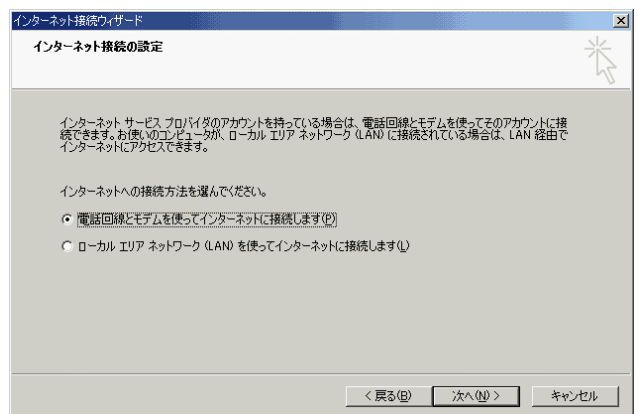 インターネット接続ウィザード
インターネット接続の設定
インターネット サービス プロバイダのアカウントを持っている場合は、電話回線とモデムを使ってそのアカウントに接
続できます。お使いのコンピュータが、ローカル エリア ネットワーク (LAN) に接続されている場合は、LAN 経由で
インターネットにアクセスできます。
インターネットへの接続方法を選んでください。
電話回線とモデムを使ってインターネットに接続します(P)
ローカル エリア ネットワーク (LAN) を使ってインターネットに接続します(L)
< 戻る(B)
次へ(N) >
キャンセル